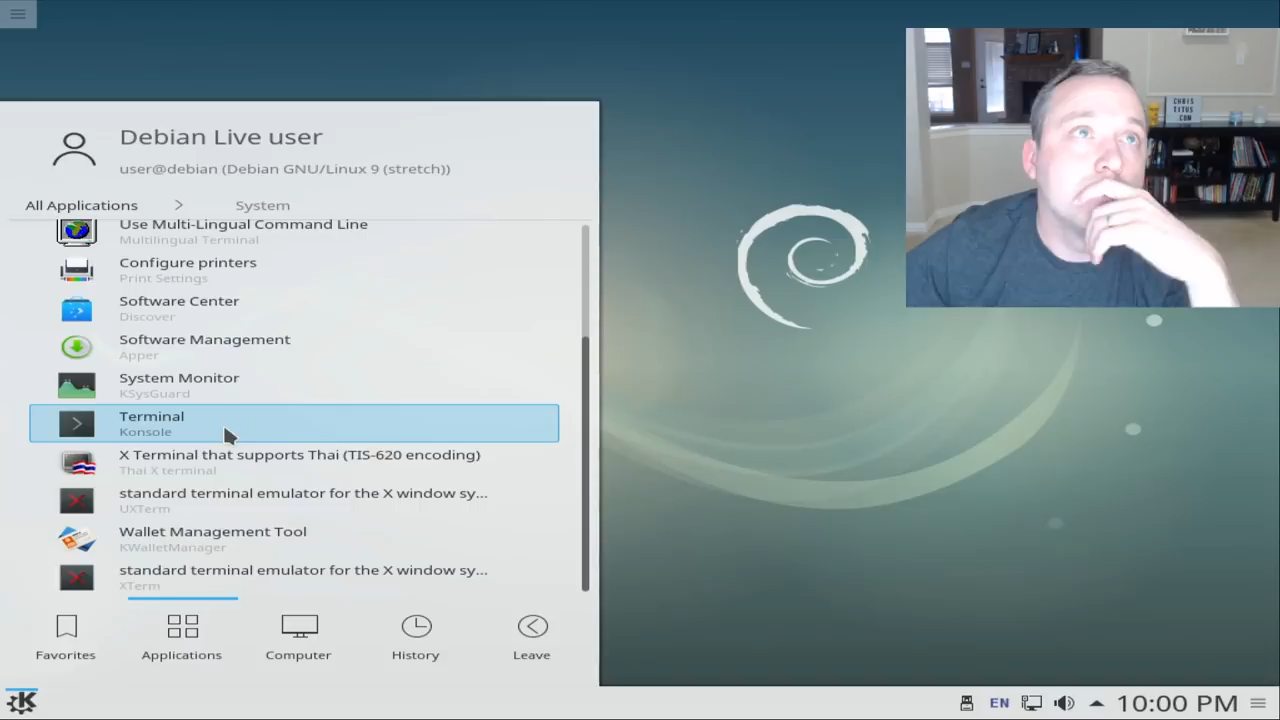 Debian Live user
user@debian (Debian GNU/Linux 9 (stretch))
All Applications > System
Use Multi-Lingual Command Line
Multilingual Terminal
Configure printers
Print Settings
Software Center
Discover
Software Management
Apper
System Monitor
KSysGuard
Terminal
Konsole
X Terminal that supports Thai (TIS-620 encoding)
Thai X terminal
standard terminal emulator for the X window sy...
UXTerm
Wallet Management Tool
KWalletManager
standard terminal emulator for the X window sy...
XTerm
Favorites
Applications
Computer
History
Leave
EN
10:00 PM
CHRIS
TITUS
.COM